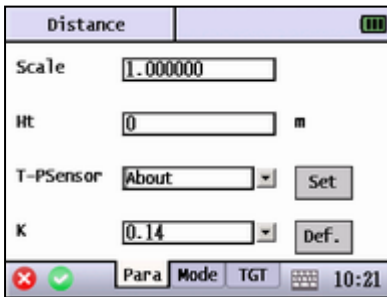 Distance
Scale 1.000000
Ht 0 m
T-PSensor About Set
K 0.14 Def.
Para Mode TGT 10:21